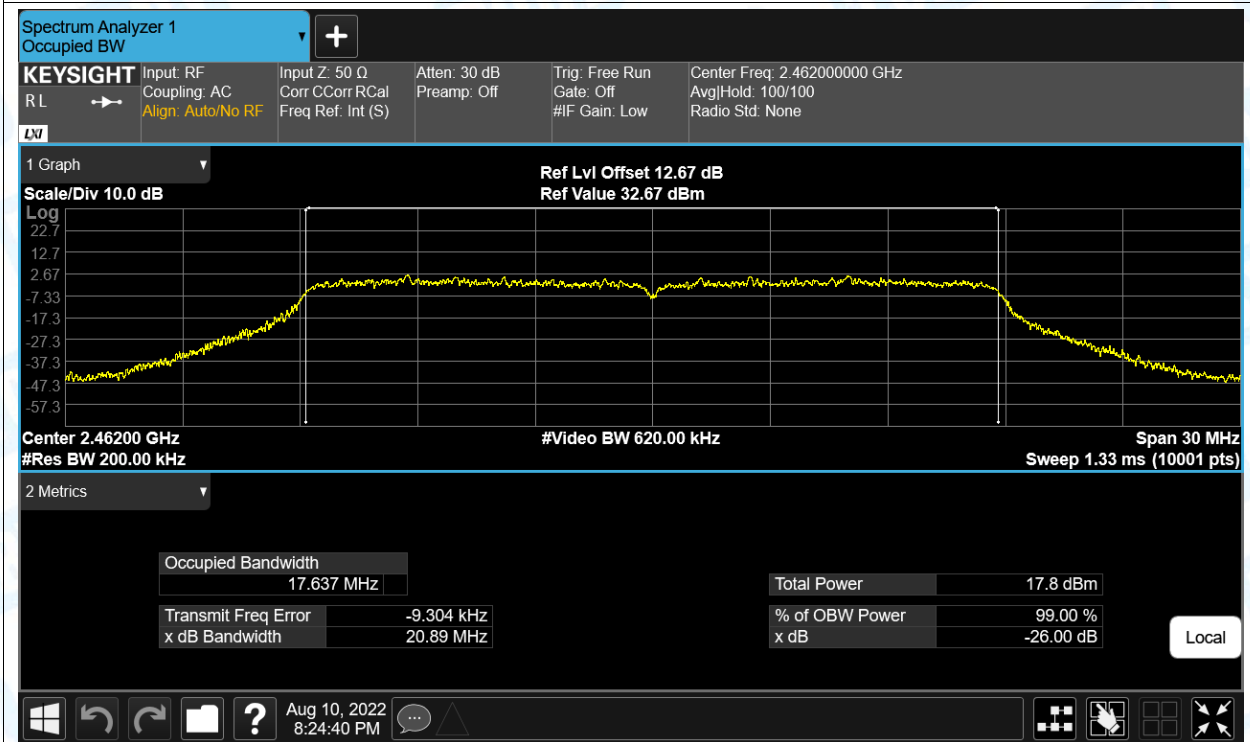 Spectrum Analyzer 1
Occupied BW
KEYSIGHT
R L
LXI
Input: RF
Coupling: AC
Align: Auto/No RF
Input Z: 50 Ω
Corr CCorr RCal
Freq Ref: Int (S)
Atten: 30 dB
Preamp: Off
Trig: Free Run
Gate: Off
#IF Gain: Low
Center Freq: 2.462000000 GHz
Avg|Hold: 100/100
Radio Std: None
1 Graph
Scale/Div 10.0 dB
Ref Lvl Offset 12.67 dB
Ref Value 32.67 dBm
Log
22.7
12.7
2.67
-7.33
-17.3
-27.3
-37.3
-47.3
-57.3
Center 2.46200 GHz
#Video BW 620.00 kHz
Span 30 MHz
#Res BW 200.00 kHz
Sweep 1.33 ms (10001 pts)
2 Metrics
Occupied Bandwidth
17.637 MHz
Total Power 17.8 dBm
Transmit Freq Error -9.304 kHz
% of OBW Power 99.00 %
x dB Bandwidth 20.89 MHz
x dB -26.00 dB
Local
?
Aug 10, 2022
8:24:40 PM